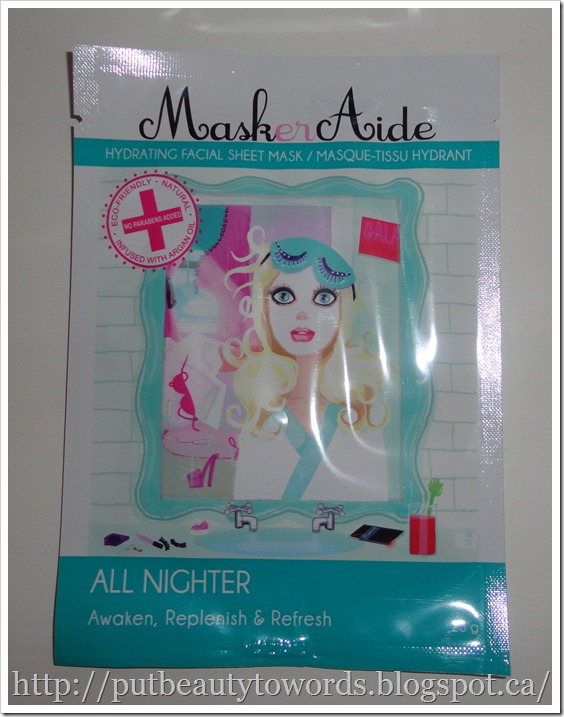 MaskerAide
HYDRATING FACIAL SHEET MASK / MASQUE-TISSU HYDRANT
ECO-FRIENDLY • NATURAL •
NO PARABENS ADDED
INFUSED WITH ARGAN OIL
GALA
ALL NIGHTER
Awaken, Replenish & Refresh
http://putbeautytowords.blogspot.ca/